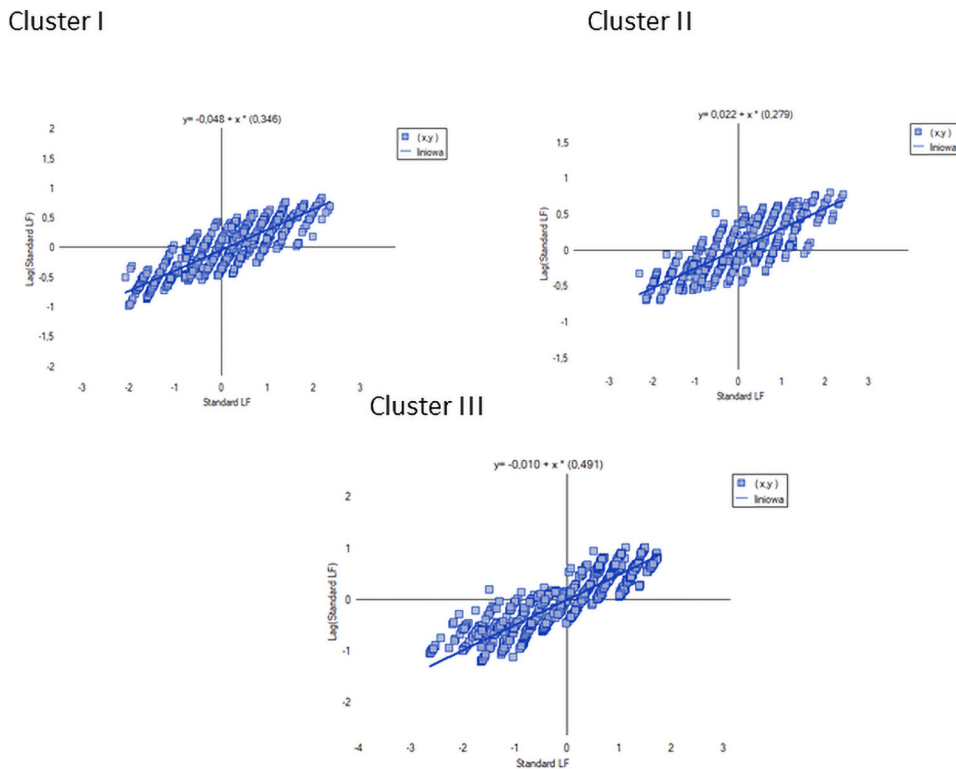 Cluster I
y= -0,048 + x * (0,346)
(x,y)
liniowa
2
1,5
1
0,5
0
-0,5
-1
-1,5
-2
Lag(Standard LF)
-3 -2 -1 0 1 2 3
Standard LF
Cluster II
y= 0,022 + x * (0,279)
(x,y)
liniowa
1,5
1
0,5
0
-0,5
-1
-1,5
Lag(Standard LF)
-3 -2 -1 0 1 2 3
Standard LF
Cluster III
y= -0,010 + x * (0,491)
(x,y)
liniowa
2
1
0
-1
-2
Lag(Standard LF)
-4 -3 -2 -1 0 1 2 3
Standard LF